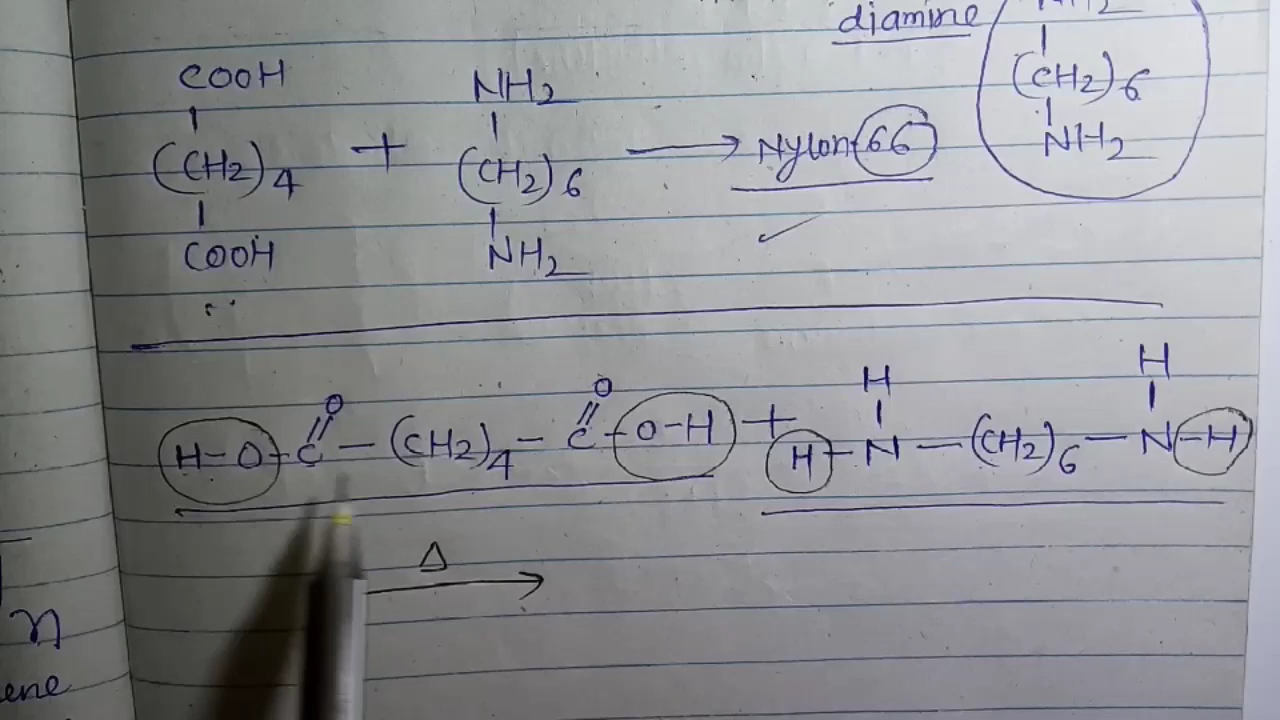 NH2
diamine
(CH2)6
NH2
COOH NH2
(CH2)4 + (CH2)6 → Nylon-66
COOH NH2
O O H H
H-O-C-(CH2)4-C-O-H + H-N-(CH2)6-N-H
Δ
→
n
ene